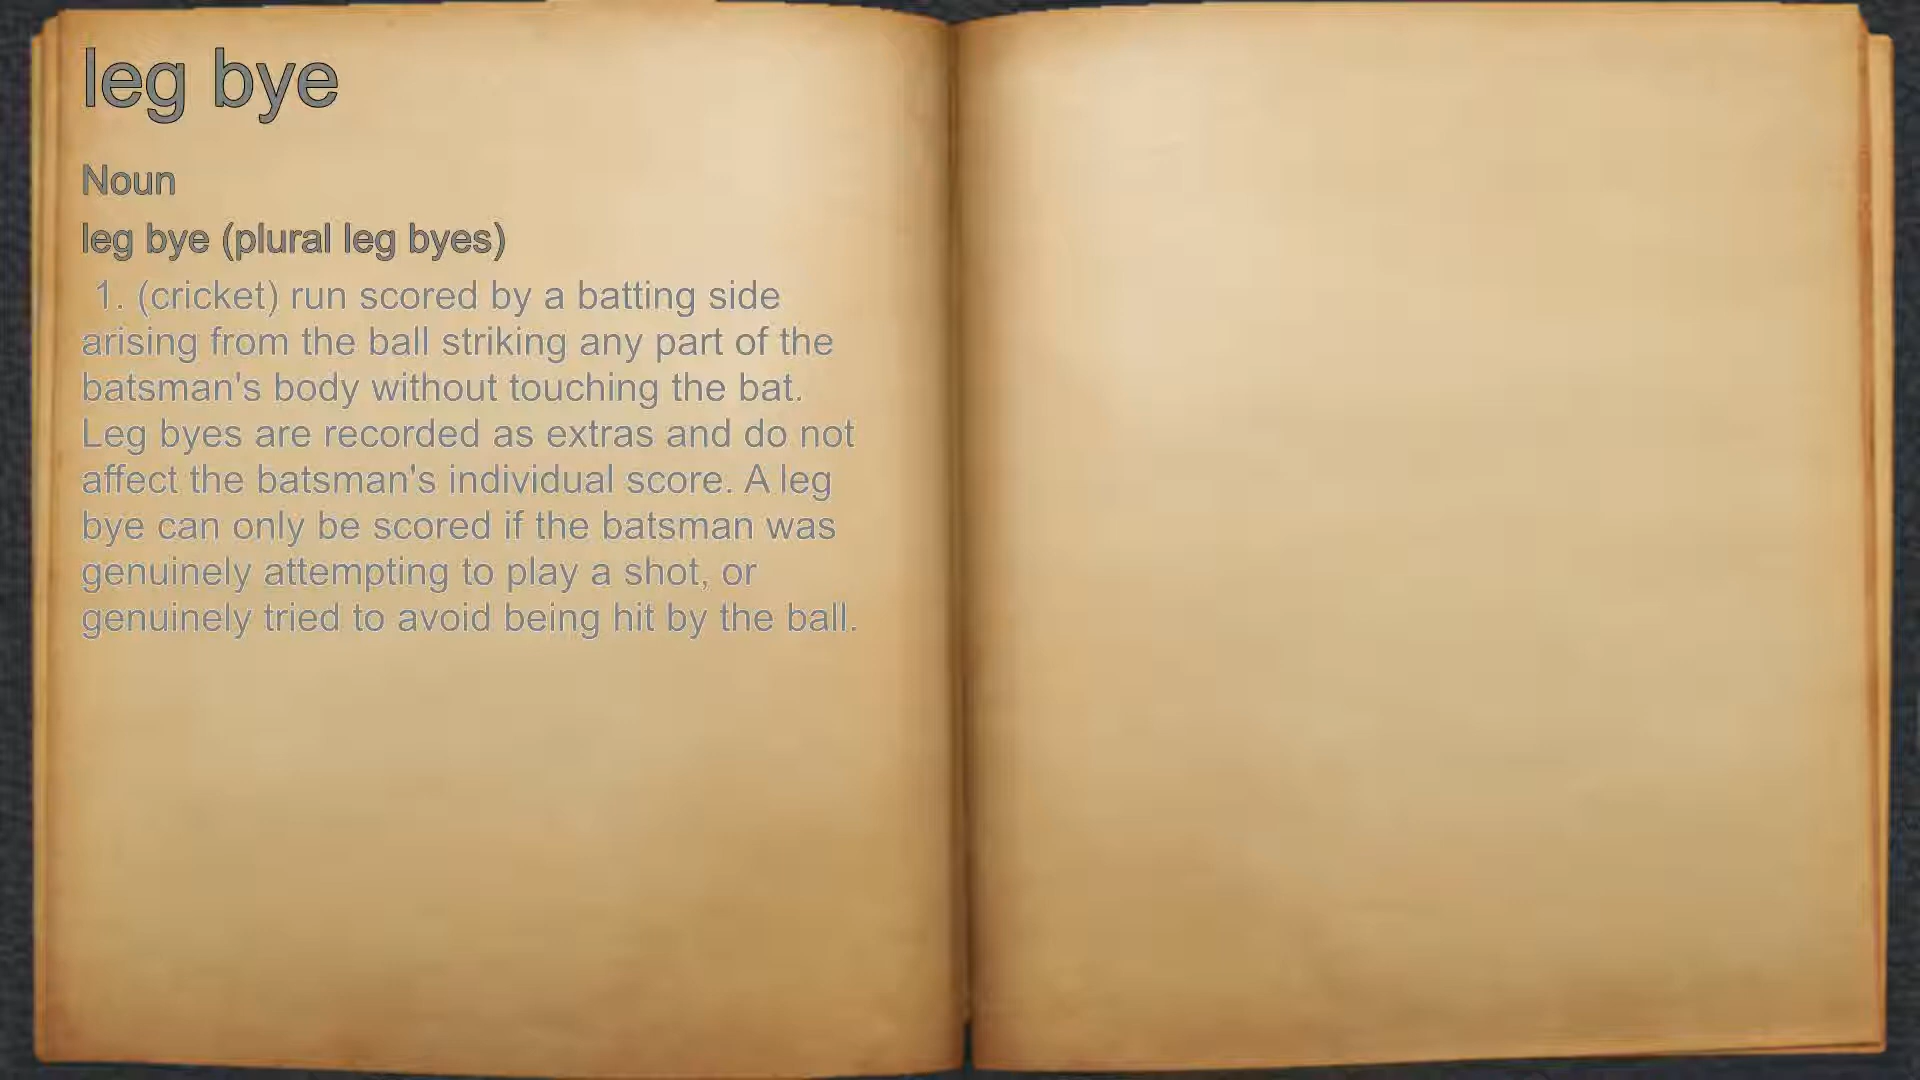 leg bye
Noun
leg bye (plural leg byes)
1. (cricket) run scored by a batting side
arising from the ball striking any part of the
batsman's body without touching the bat.
Leg byes are recorded as extras and do not
affect the batsman's individual score. A leg
bye can only be scored if the batsman was
genuinely attempting to play a shot, or
genuinely tried to avoid being hit by the ball.